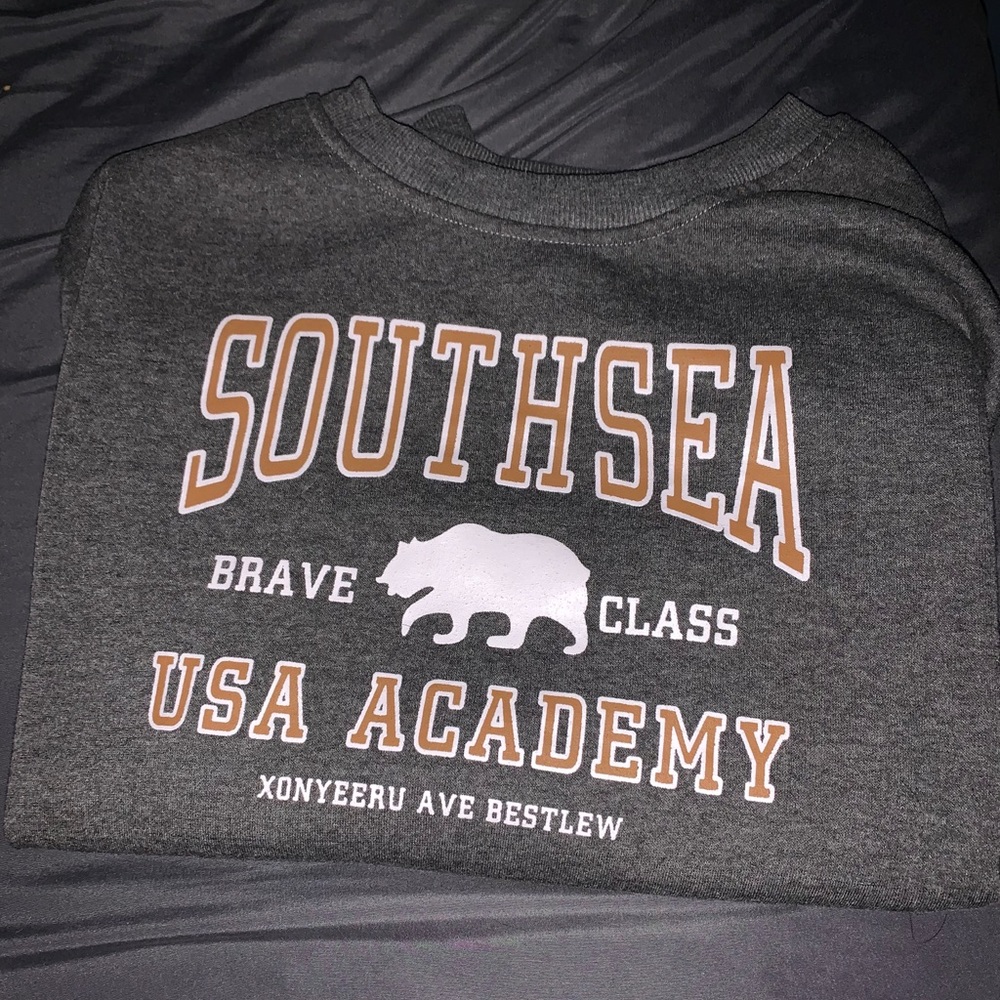 SOUTHSEA
BRAVE CLASS
USA ACADEMY
XONYEERU AVE BESTLEW